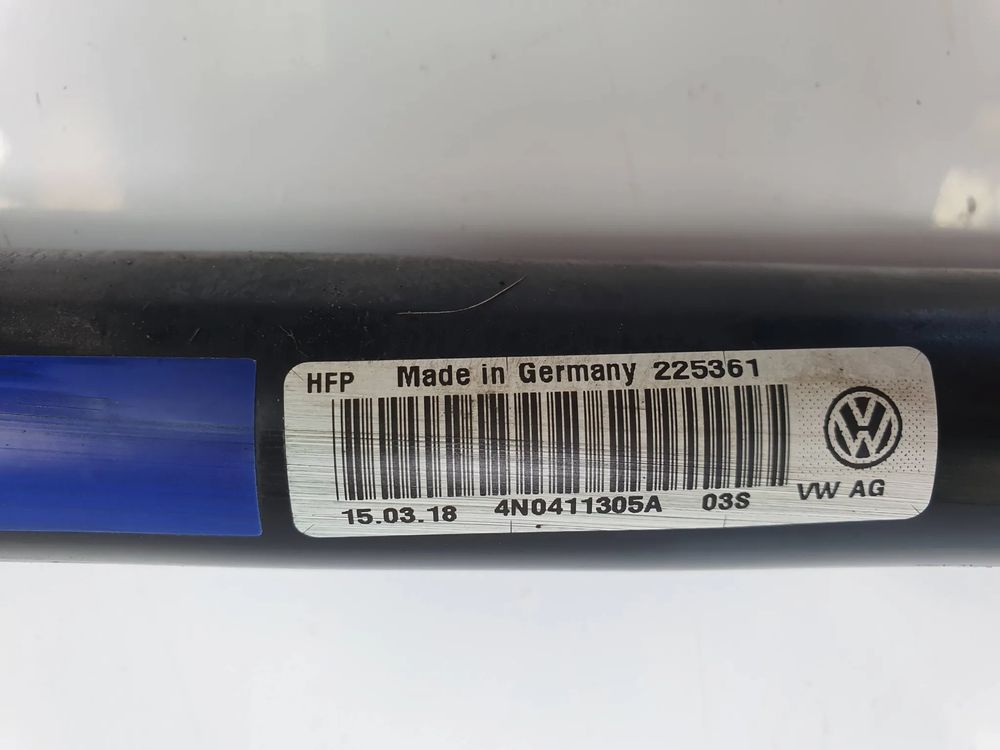 HFP Made in Germany 225361
15.03.18 4N0411305A 03S VW AG